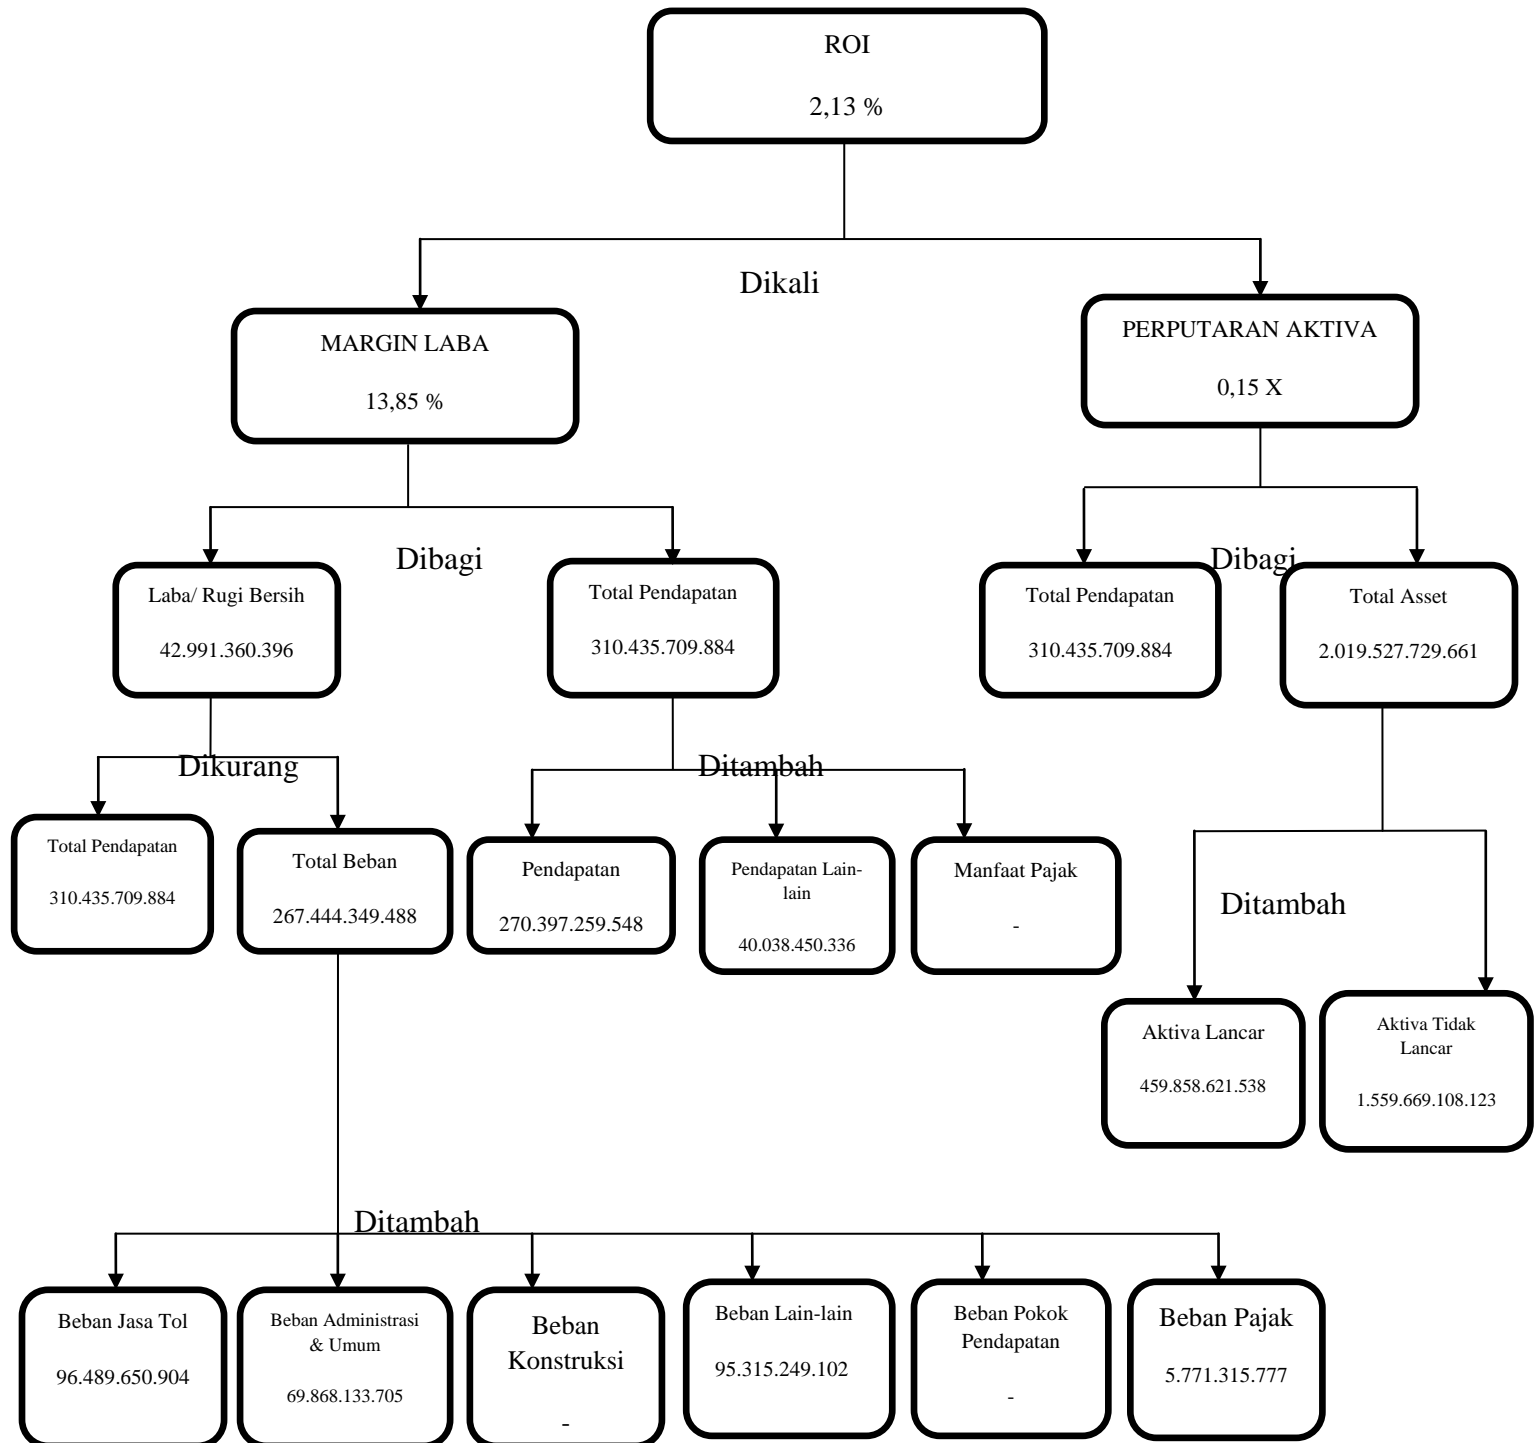 ROI
2,13 %
Dikali
MARGIN LABA
13,85 %
PERPUTARAN AKTIVA
0,15 X
Dibagi
Dibagi
Laba/ Rugi Bersih
42.991.360.396
Total Pendapatan
310.435.709.884
Total Pendapatan
310.435.709.884
Total Asset
2.019.527.729.661
Dikurang
Ditambah
Total Pendapatan
310.435.709.884
Total Beban
267.444.349.488
Pendapatan
270.397.259.548
Pendapatan Lain-
lain
40.038.450.336
Manfaat Pajak
-
Ditambah
Aktiva Lancar
459.858.621.538
Aktiva Tidak
Lancar
1.559.669.108.123
Ditambah
Beban Jasa Tol
96.489.650.904
Beban Administrasi
& Umum
69.868.133.705
Beban
Konstruksi
-
Beban Lain-lain
95.315.249.102
Beban Pokok
Pendapatan
-
Beban Pajak
5.771.315.777